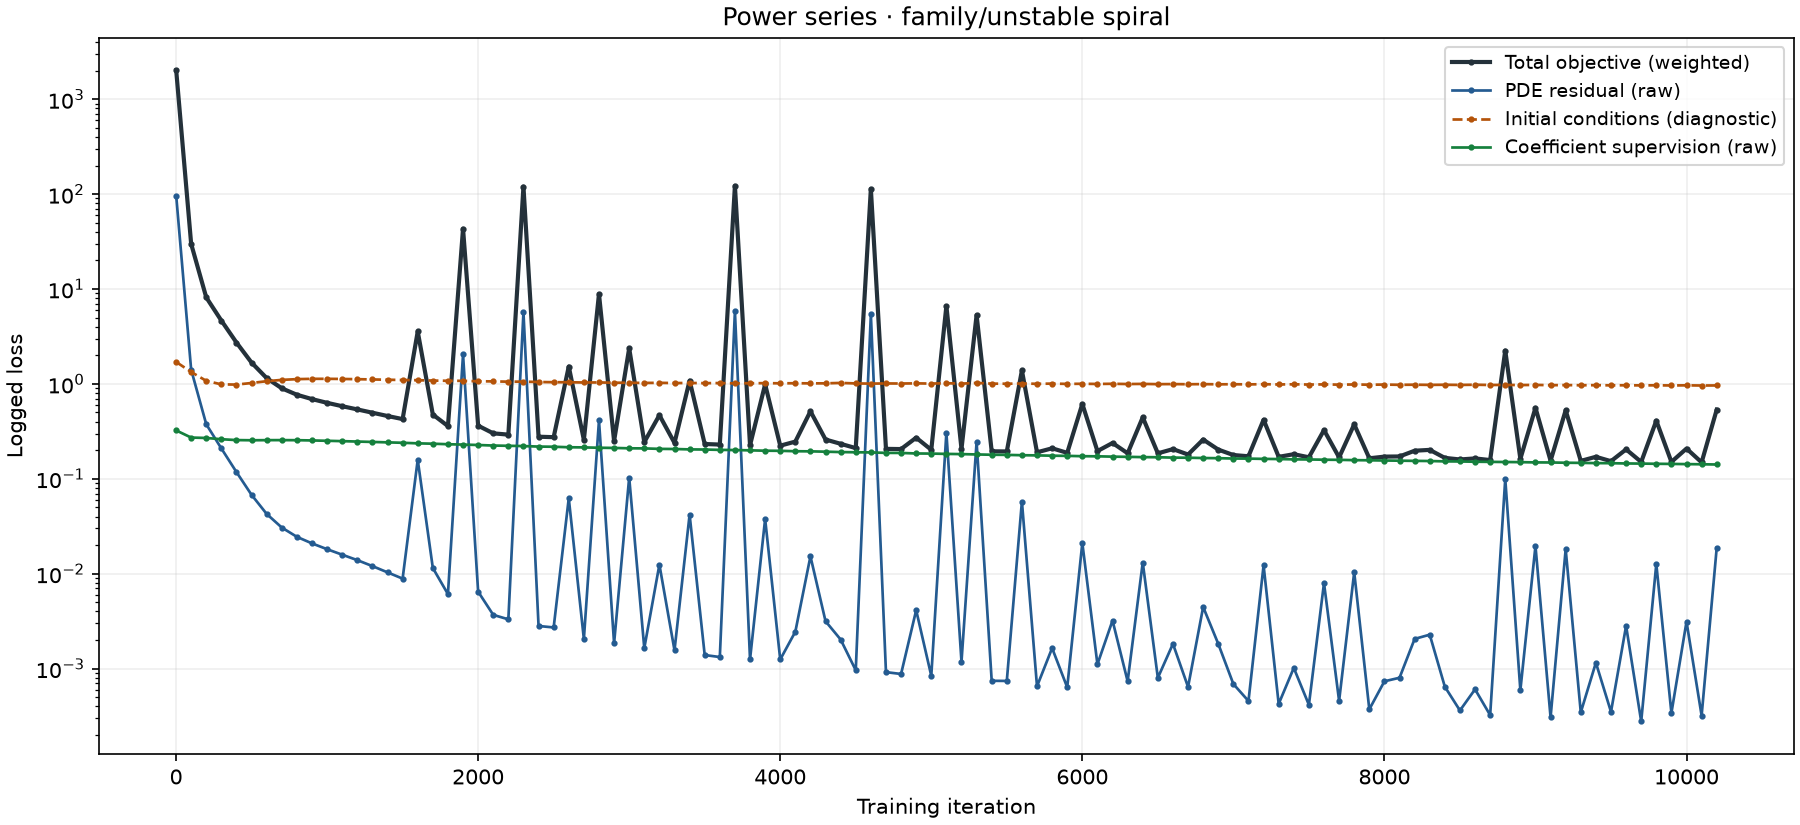 Power series · family/unstable spiral
Total objective (weighted)
PDE residual (raw)
Initial conditions (diagnostic)
Coefficient supervision (raw)
Logged loss
10³
10²
10¹
10⁰
10⁻¹
10⁻²
10⁻³
0 2000 4000 6000 8000 10000
Training iteration